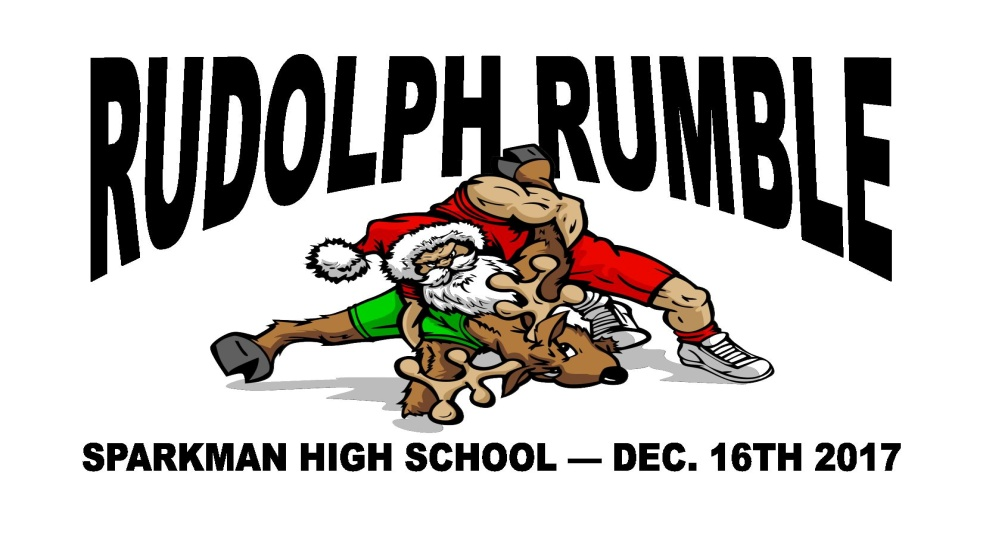 RUDOLPH RUMBLE
SPARKMAN HIGH SCHOOL — DEC. 16TH 2017